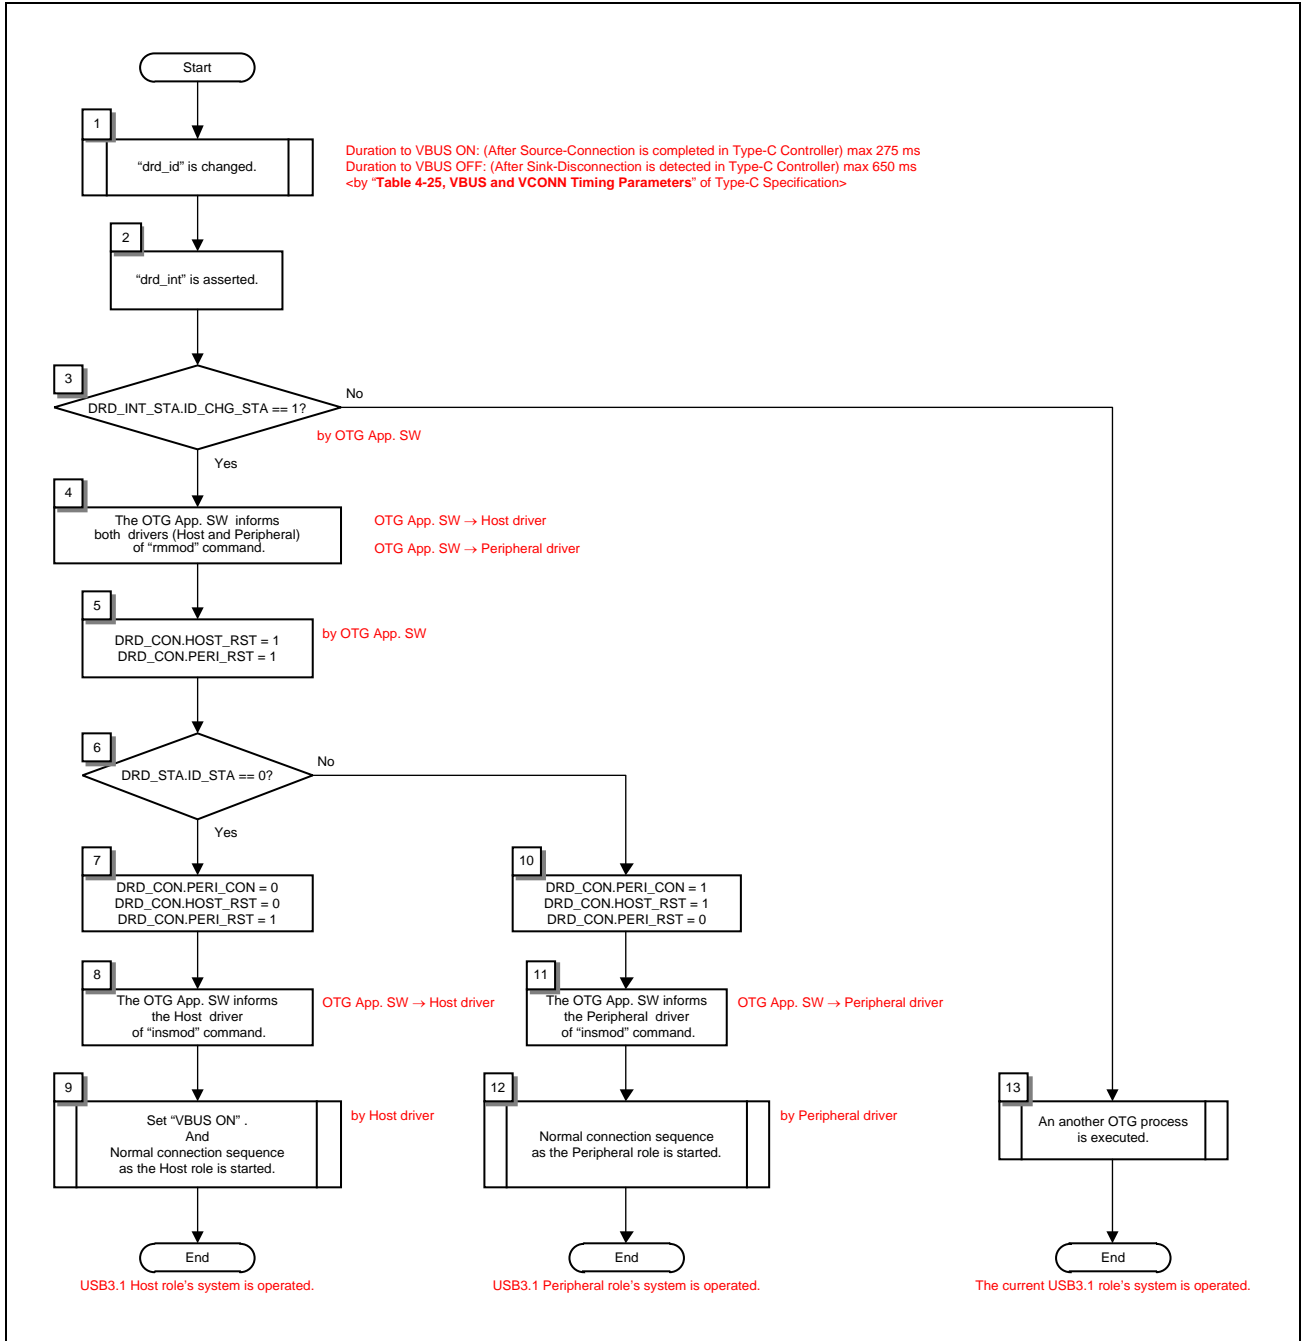 Start
1
“drd_id” is changed.
Duration to VBUS ON: (After Source-Connection is completed in Type-C Controller) max 275 ms
Duration to VBUS OFF: (After Sink-Disconnection is detected in Type-C Controller) max 650 ms
<by “Table 4-25, VBUS and VCONN Timing Parameters” of Type-C Specification>
2
“drd_int” is asserted.
3
DRD_INT_STA.ID_CHG_STA == 1?
No
by OTG App. SW
Yes
4
The OTG App. SW informs
both drivers (Host and Peripheral)
of “rmmod” command.
OTG App. SW → Host driver
OTG App. SW → Peripheral driver
5
DRD_CON.HOST_RST = 1
DRD_CON.PERI_RST = 1
by OTG App. SW
6
DRD_STA.ID_STA == 0?
No
Yes
7
DRD_CON.PERI_CON = 0
DRD_CON.HOST_RST = 0
DRD_CON.PERI_RST = 1
10
DRD_CON.PERI_CON = 1
DRD_CON.HOST_RST = 1
DRD_CON.PERI_RST = 0
8
The OTG App. SW informs
the Host driver
of “insmod” command.
OTG App. SW → Host driver
11
The OTG App. SW informs
the Peripheral driver
of “insmod” command.
OTG App. SW → Peripheral driver
9
Set “VBUS ON” .
And
Normal connection sequence
as the Host role is started.
by Host driver
12
Normal connection sequence
as the Peripheral role is started.
by Peripheral driver
13
An another OTG process
is executed.
End
End
End
USB3.1 Host role’s system is operated.
USB3.1 Peripheral role’s system is operated.
The current USB3.1 role’s system is operated.